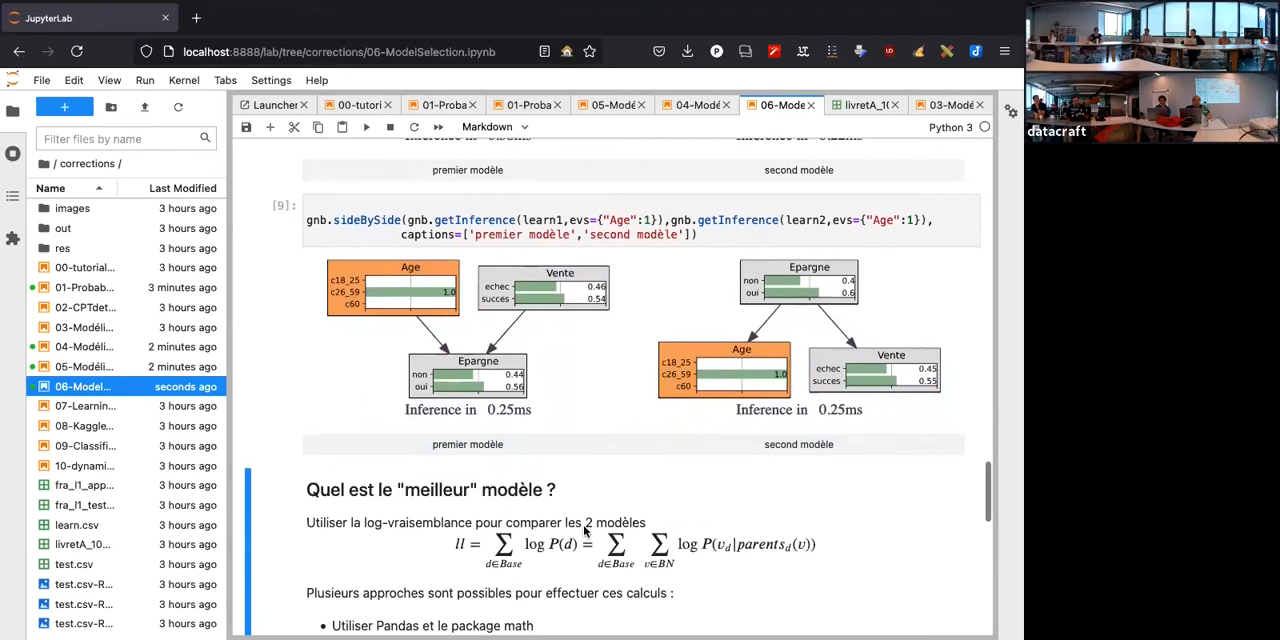 JupyterLab
localhost:8888/lab/tree/corrections/06-ModelSelection.ipynb
datacraft
File Edit View Run Kernel Tabs Settings Help
Launcher 00-tutori 01-Proba 01-Proba 05-Modé 04-Modé 06-Mode livretA_10 03-Modé
Markdown
Python 3
Filter files by name
/ corrections /
Name Last Modified
images 3 hours ago
out 3 hours ago
res 3 hours ago
00-tutorial... 3 hours ago
01-Probab... 3 minutes ago
02-CPTdet... 3 hours ago
03-Modéli... 3 hours ago
04-Modéli... 2 minutes ago
05-Modéli... 2 minutes ago
06-Model... seconds ago
07-Learnin... 3 hours ago
08-Kaggle... 3 hours ago
09-Classifi... 3 hours ago
10-dynami... 3 hours ago
fra_l1_app... 3 hours ago
fra_l1_test... 3 hours ago
learn.csv 3 hours ago
livretA_10... 3 hours ago
test.csv 3 hours ago
test.csv-R... 3 hours ago
test.csv-R... 3 hours ago
test.csv-R... 3 hours ago
premier modèle second modèle
[9]:
gnb.sideBySide(gnb.getInference(learn1,evs={"Age":1}),gnb.getInference(learn2,evs={"Age":1}),
captions=['premier modèle','second modèle'])
Age
c18_25
c26_59 1.0
c60
Vente
echec 0.46
succes 0.54
Epargne
non 0.44
oui 0.56
Inference in 0.25ms
Epargne
non 0.4
oui 0.6
Age
c18_25
c26_59 1.0
c60
Vente
echec 0.45
succes 0.55
Inference in 0.25ms
premier modèle second modèle
Quel est le "meilleur" modèle ?
Utiliser la log-vraisemblance pour comparer les 2 modèles
ll = ∑_{d∈Base} log P(d) = ∑_{d∈Base} ∑_{v∈BN} log P(v_d|parents_d(v))
Plusieurs approches sont possibles pour effectuer ces calculs :
• Utiliser Pandas et le package math